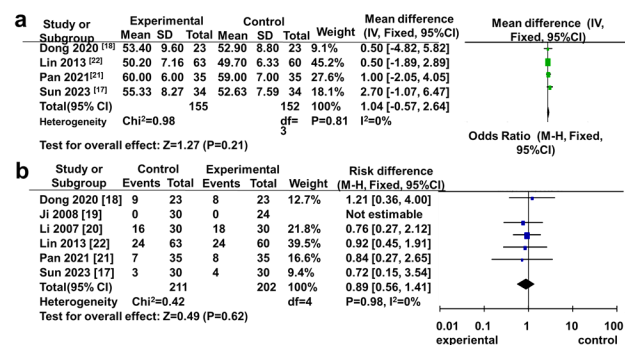 a
Study or Subgroup Experimental Control Weight Mean difference (IV, Fixed, 95%CI) Mean difference (IV, Fixed, 95%CI)
Mean SD Total Mean SD Total
Dong 2020 [18] 53.40 9.60 23 52.90 8.80 23 9.1% 0.50 [-4.82, 5.82]
Lin 2013 [22] 50.20 7.16 63 49.70 6.33 60 45.2% 0.50 [-1.89, 2.89]
Pan 2021[21] 60.00 6.00 35 59.00 7.00 35 27.6% 1.00 [-2.05, 4.05]
Sun 2023 [17] 55.33 8.27 34 52.63 7.59 34 18.1% 2.70 [-1.07, 6.47]
Total(95% CI) 155 152 100% 1.04 [-0.57, 2.64]
Heterogeneity Chi²=0.98 df=3 P=0.81 I²=0%
Odds Ratio (M-H, Fixed, 95%CI)
Test for overall effect: Z=1.27 (P=0.21)
b
Study or Subgroup Control Experimental Weight Risk difference (M-H, Fixed, 95%CI)
Events Total Events Total
Dong 2020 [18] 9 23 8 23 12.7% 1.21 [0.36, 4.00]
Ji 2008 [19] 0 30 0 24 Not estimable
Li 2007 [20] 16 30 18 30 21.8% 0.76 [0.27, 2.12]
Lin 2013 [22] 24 63 24 60 39.5% 0.92 [0.45, 1.91]
Pan 2021 [21] 7 35 8 35 16.6% 0.84 [0.27, 2.65]
Sun 2023 [17] 3 30 4 30 9.4% 0.72 [0.15, 3.54]
Total(95% CI) 211 202 100% 0.89 [0.56, 1.41]
Heterogeneity Chi²=0.42 df=4 P=0.98, I²=0%
Test for overall effect: Z=0.49 (P=0.62)
0.01 0.1 1 10 100
experiental control